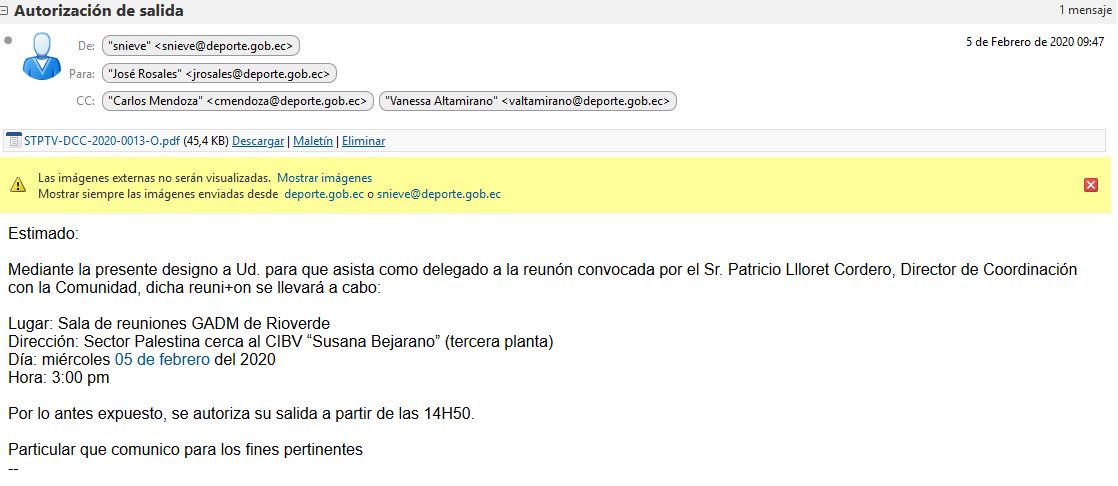 Autorización de salida
1 mensaje
De: "snieve" <snieve@deporte.gob.ec>
5 de Febrero de 2020 09:47
Para: "José Rosales" <jrosales@deporte.gob.ec>
CC: "Carlos Mendoza" <cmendoza@deporte.gob.ec> "Vanessa Altamirano" <valtamirano@deporte.gob.ec>
STPTV-DCC-2020-0013-O.pdf (45,4 KB) Descargar | Maletín | Eliminar
Las imágenes externas no serán visualizadas. Mostrar imágenes
Mostrar siempre las imágenes enviadas desde deporte.gob.ec o snieve@deporte.gob.ec
Estimado:
Mediante la presente designo a Ud. para que asista como delegado a la reunón convocada por el Sr. Patricio Llloret Cordero, Director de Coordinación
con la Comunidad, dicha reuni+on se llevará a cabo:
Lugar: Sala de reuniones GADM de Rioverde
Dirección: Sector Palestina cerca al CIBV “Susana Bejarano” (tercera planta)
Día: miércoles 05 de febrero del 2020
Hora: 3:00 pm
Por lo antes expuesto, se autoriza su salida a partir de las 14H50.
Particular que comunico para los fines pertinentes
--